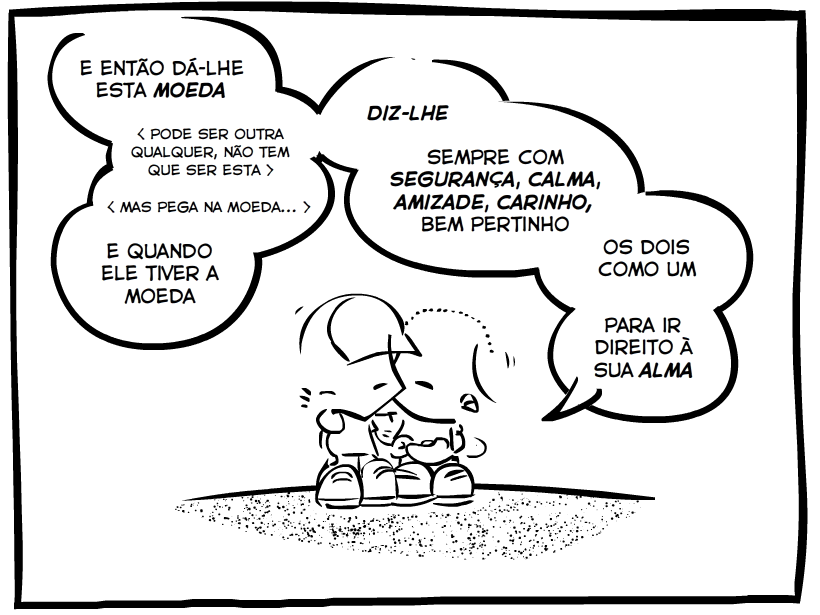 E ENTÃO DÁ-LHE
ESTA MOEDA
< PODE SER OUTRA
QUALQUER, NÃO TEM
QUE SER ESTA >
< MAS PEGA NA MOEDA... >
E QUANDO
ELE TIVER A
MOEDA
DIZ-LHE
SEMPRE COM
SEGURANÇA, CALMA,
AMIZADE, CARINHO,
BEM PERTINHO
OS DOIS
COMO UM
PARA IR
DIREITO À
SUA ALMA